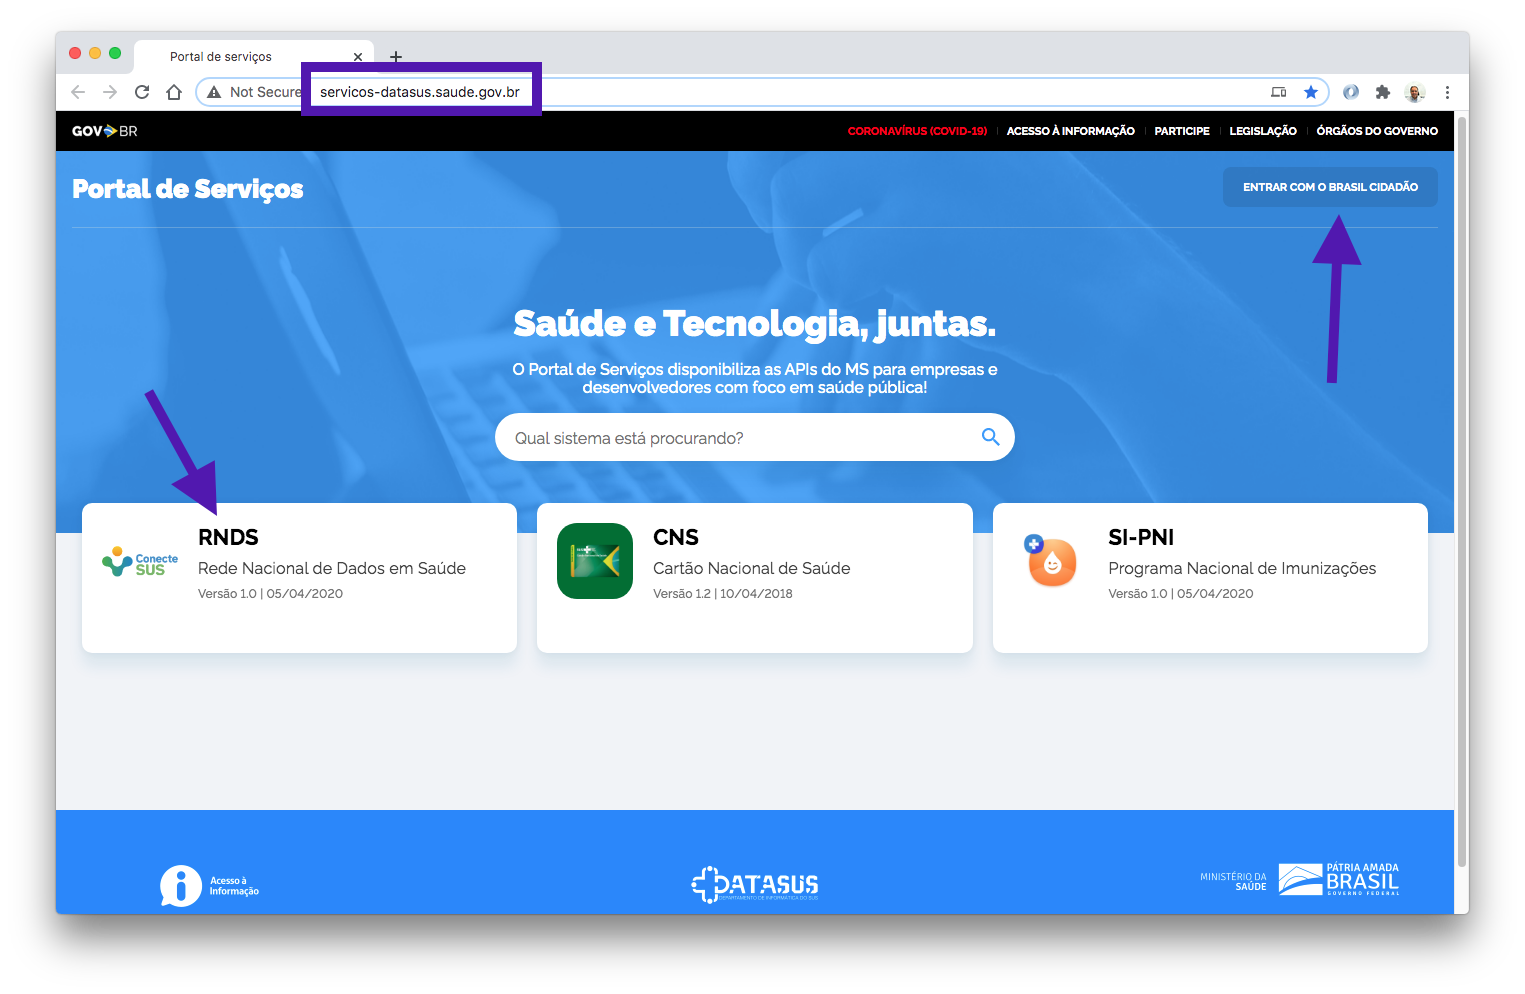 Portal de serviços
Not Secure
servicos-datasus.saude.gov.br
GOV BR
CORONAVÍRUS (COVID-19)
ACESSO À INFORMAÇÃO
PARTICIPE
LEGISLAÇÃO
ÓRGÃOS DO GOVERNO
Portal de Serviços
ENTRAR COM O BRASIL CIDADÃO
Saúde e Tecnologia, juntas.
O Portal de Serviços disponibiliza as APIs do MS para empresas e
desenvolvedores com foco em saúde pública!
Qual sistema está procurando?
Conecte
SUS
RNDS
Rede Nacional de Dados em Saúde
Versão 1.0 | 05/04/2020
CNS
Cartão Nacional de Saúde
Versão 1.2 | 10/04/2018
SI-PNI
Programa Nacional de Imunizações
Versão 1.0 | 05/04/2020
Acesso à
Informação
DATASUS
DEPARTAMENTO DE INFORMÁTICA DO SUS
MINISTÉRIO DA
SAÚDE
PÁTRIA AMADA
BRASIL
GOVERNO FEDERAL